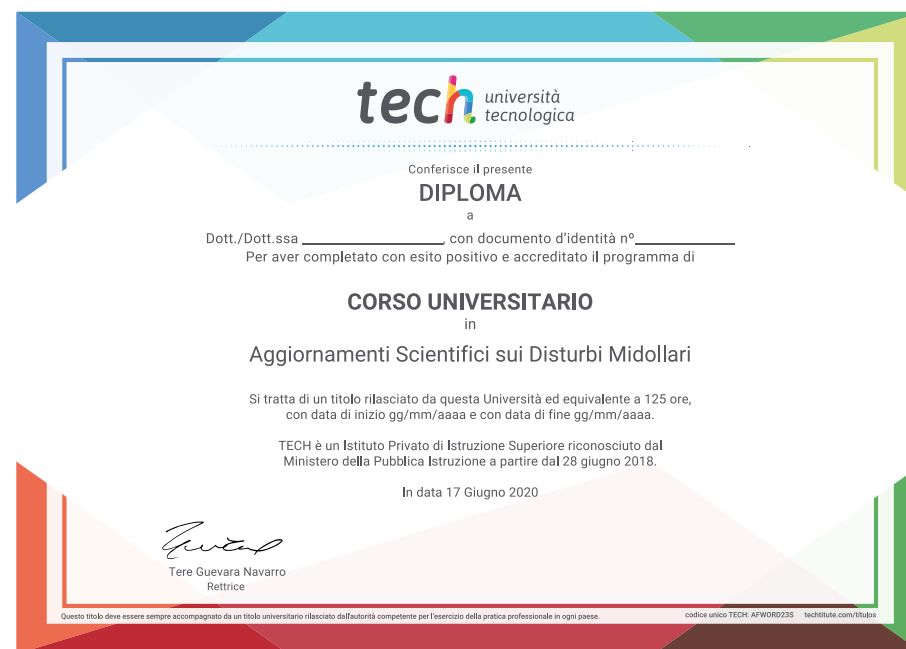 tech università
tecnologica
Conferisce il presente
DIPLOMA
a
Dott./Dott.ssa ____________________, con documento d'identità nº______________
Per aver completato con esito positivo e accreditato il programma di
CORSO UNIVERSITARIO
in
Aggiornamenti Scientifici sui Disturbi Midollari
Si tratta di un titolo rilasciato da questa Università ed equivalente a 125 ore,
con data di inizio gg/mm/aaaa e con data di fine gg/mm/aaaa.
TECH è un Istituto Privato di Istruzione Superiore riconosciuto dal
Ministero della Pubblica Istruzione a partire dal 28 giugno 2018.
In data 17 Giugno 2020
Tere Guevara Navarro
Rettrice
Questo titolo deve essere sempre accompagnato da un titolo universitario rilasciato dall'autorità competente per l'esercizio della pratica professionale in ogni paese.
codice unico TECH: AFWORD23S techtitute.com/títulos